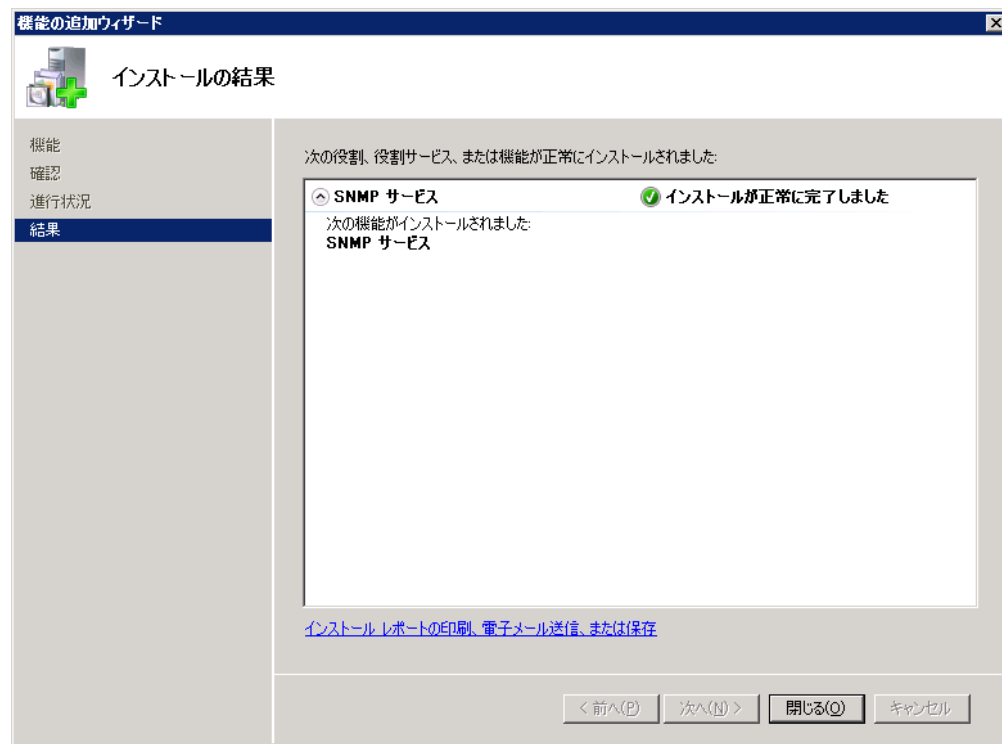 機能の追加ウィザード
インストールの結果
機能
確認
進行状況
結果
次の役割、役割サービス、または機能が正常にインストールされました:
SNMP サービス
インストールが正常に完了しました
次の機能がインストールされました:
SNMP サービス
インストール レポートの印刷、電子メール送信、または保存
< 前へ(P)
次へ(N) >
閉じる(O)
キャンセル